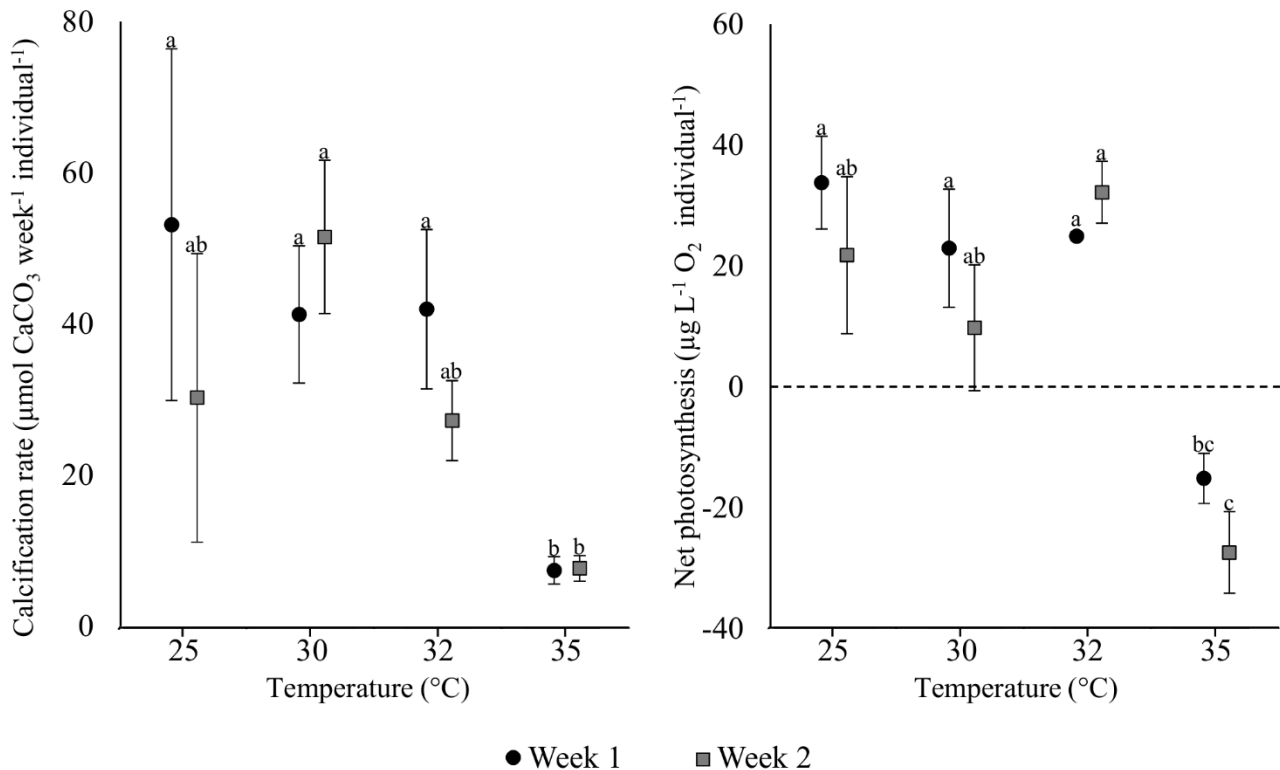 Calcification rate (µmol CaCO₃ week⁻¹ individual⁻¹)
80
60
40
20
0
a
ab
a
a
a
ab
b
b
25
30
32
35
Temperature (°C)
Net photosynthesis (µg L⁻¹ O₂ individual⁻¹)
60
40
20
0
-20
-40
a
ab
a
ab
a
a
bc
c
25
30
32
35
Temperature (°C)
Week 1
Week 2